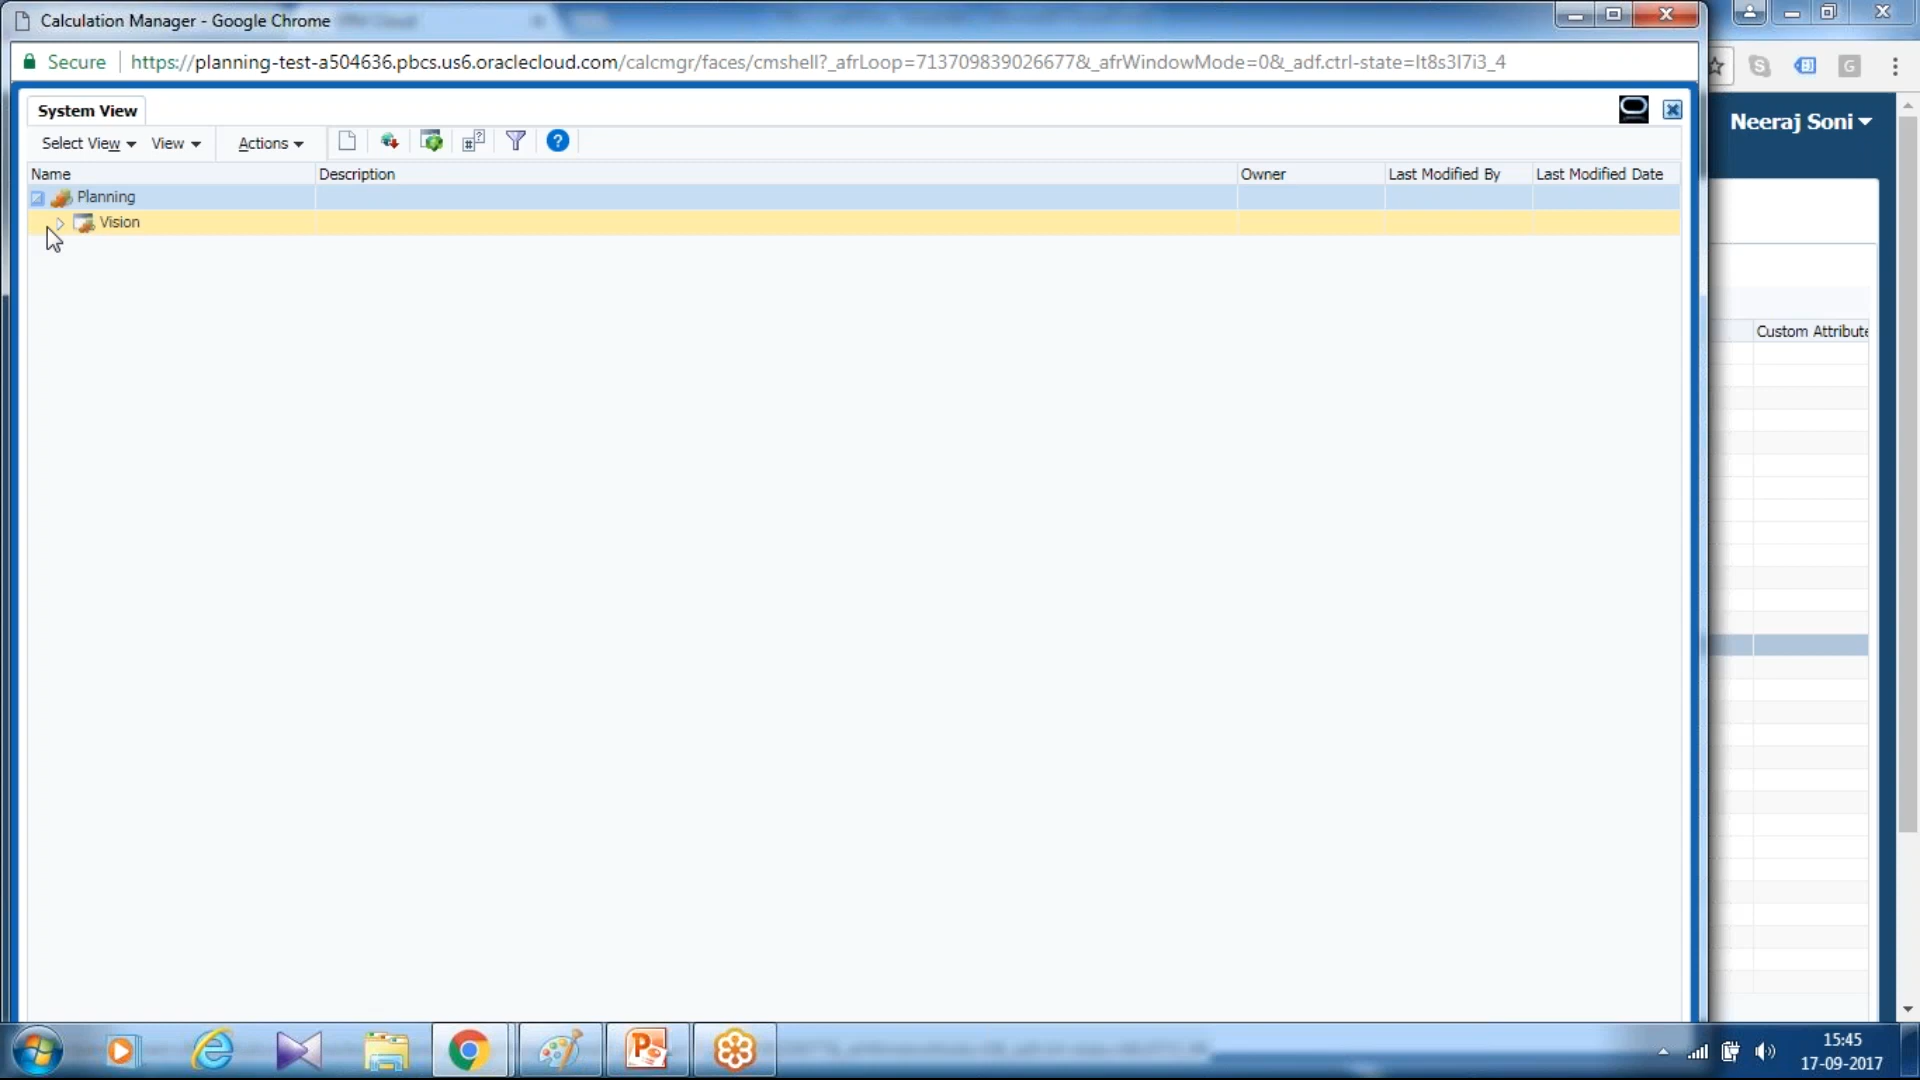 Calculation Manager - Google Chrome
Secure https://planning-test-a504636.pbcs.us6.oraclecloud.com/calcmgr/faces/cmshell?_afrLoop=713709839026677&_afrWindowMode=0&_adf.ctrl-state=lt8s3l7i3_4
System View
Neeraj Soni
Select View View Actions
Name Description Owner Last Modified By Last Modified Date
Planning
Vision
Custom Attribute
15:45
17-09-2017